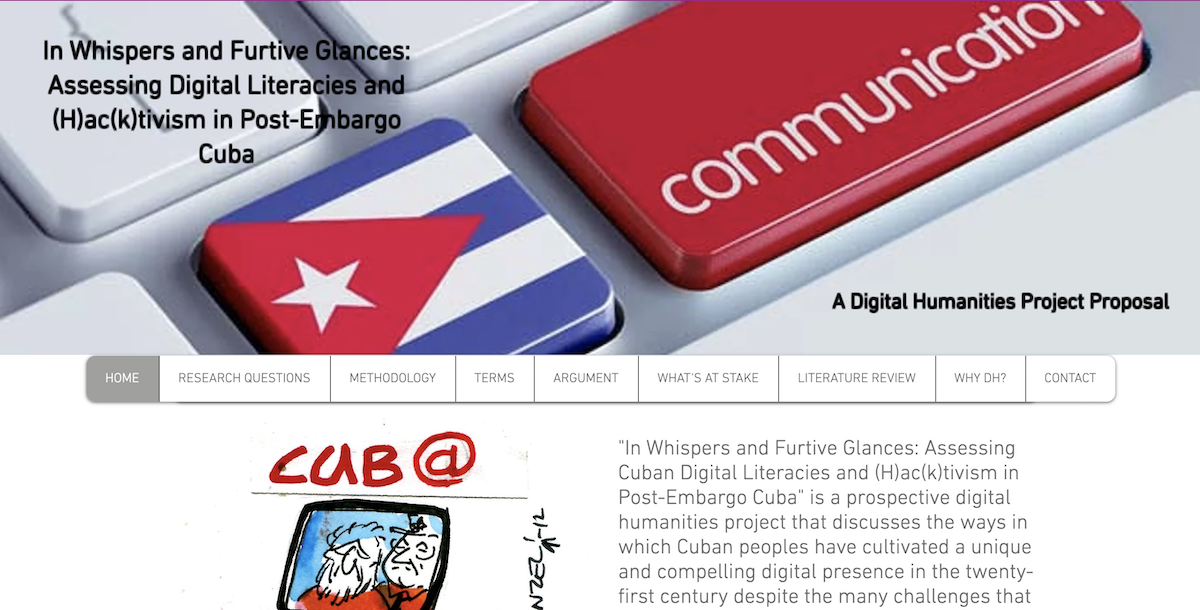 In Whispers and Furtive Glances:
Assessing Digital Literacies and
(H)ac(k)tivism in Post-Embargo
Cuba
communication
A Digital Humanities Project Proposal
HOME
RESEARCH QUESTIONS
METHODOLOGY
TERMS
ARGUMENT
WHAT'S AT STAKE
LITERATURE REVIEW
WHY DH?
CONTACT
CUB@
"In Whispers and Furtive Glances: Assessing
Cuban Digital Literacies and (H)ac(k)tivism in
Post-Embargo Cuba" is a prospective digital
humanities project that discusses the ways in
which Cuban peoples have cultivated a unique
and compelling digital presence in the twenty-
first century despite the many challenges that